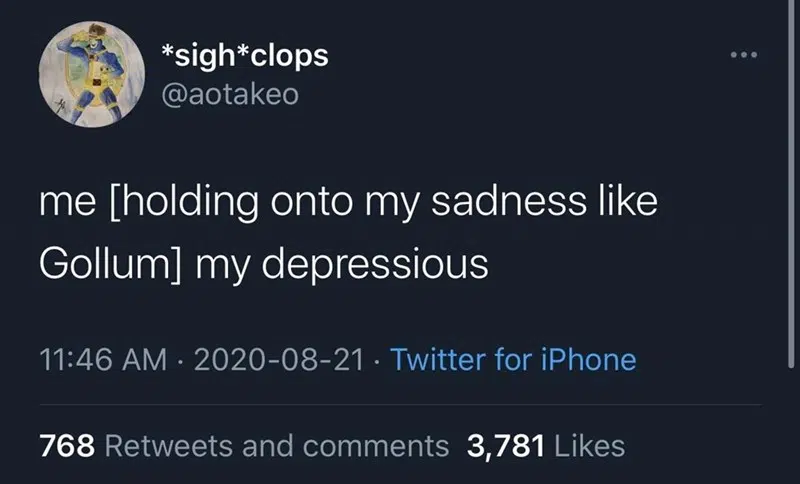 *sigh*clops
@aotakeo
me [holding onto my sadness like
Gollum] my depressious
11:46 AM · 2020-08-21 · Twitter for iPhone
768 Retweets and comments 3,781 Likes